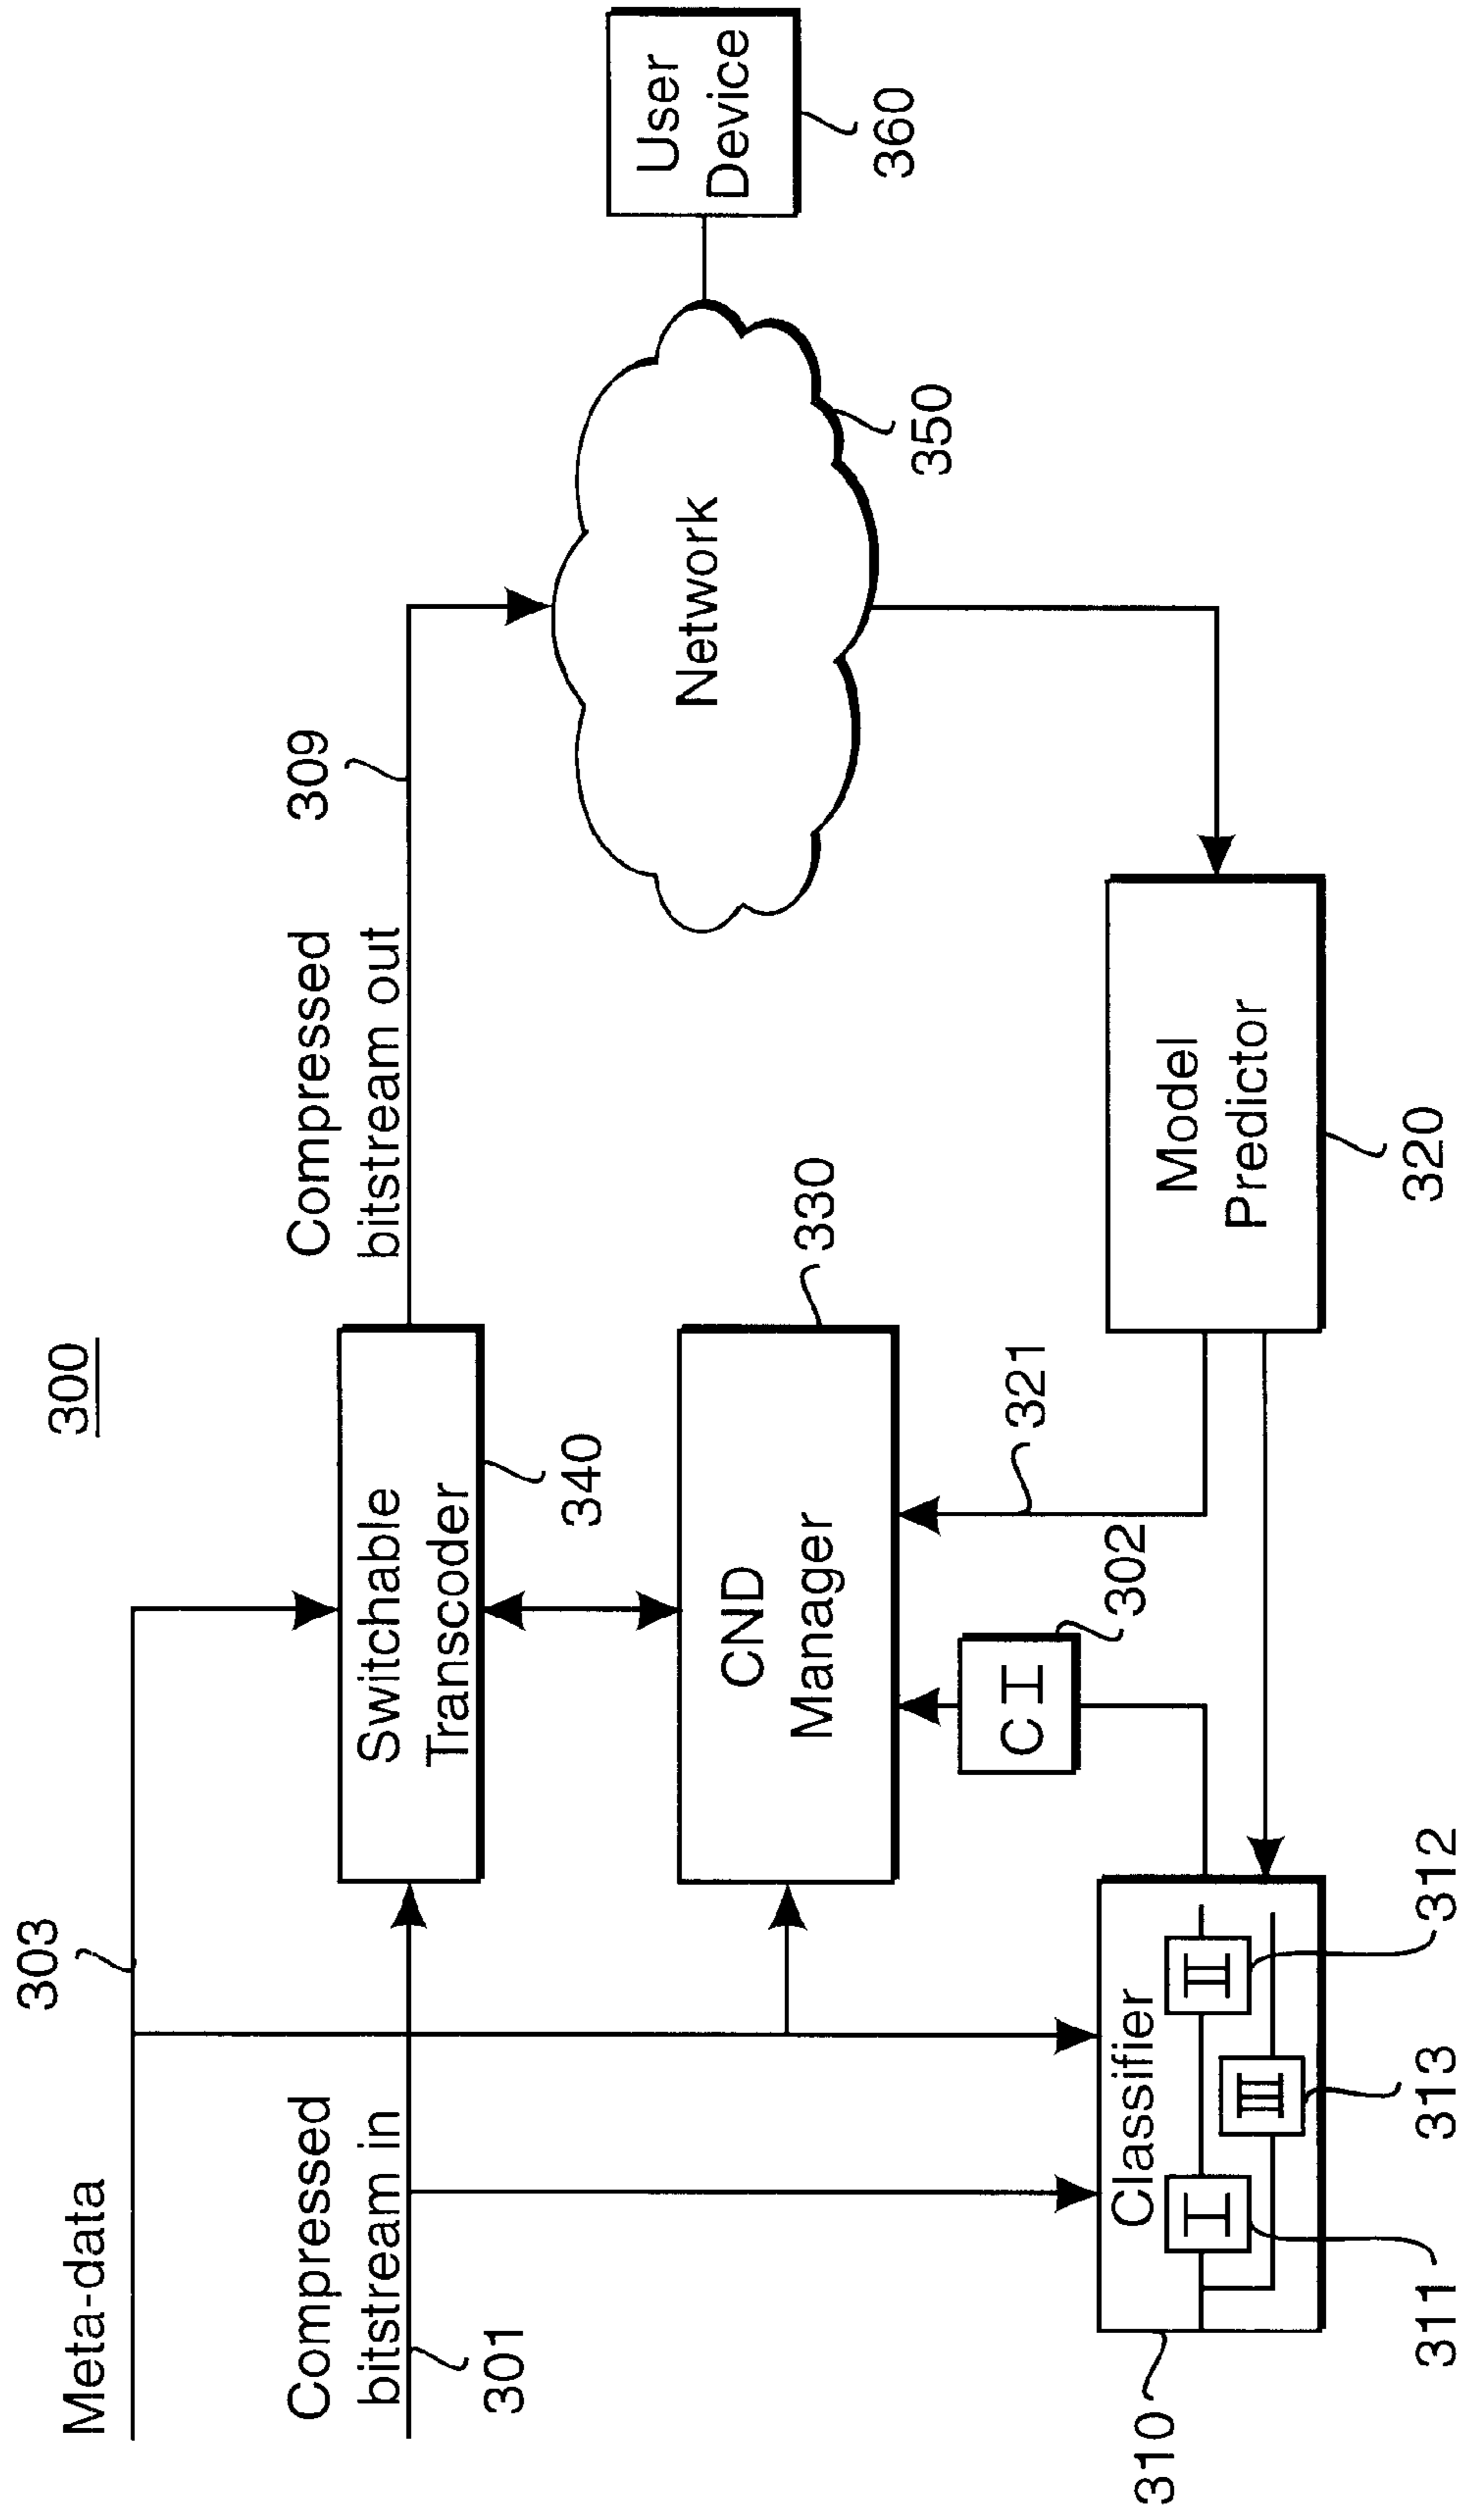 300
303
Meta-data
Compressed
bitstream in
301
Switchable
Transcoder
340
Compressed
bitstream out
309
CND
Manager
330
CI
302
321
Network
350
User
Device
360
Model
Predictor
320
Classifier
I
II
III
310
311
313
312